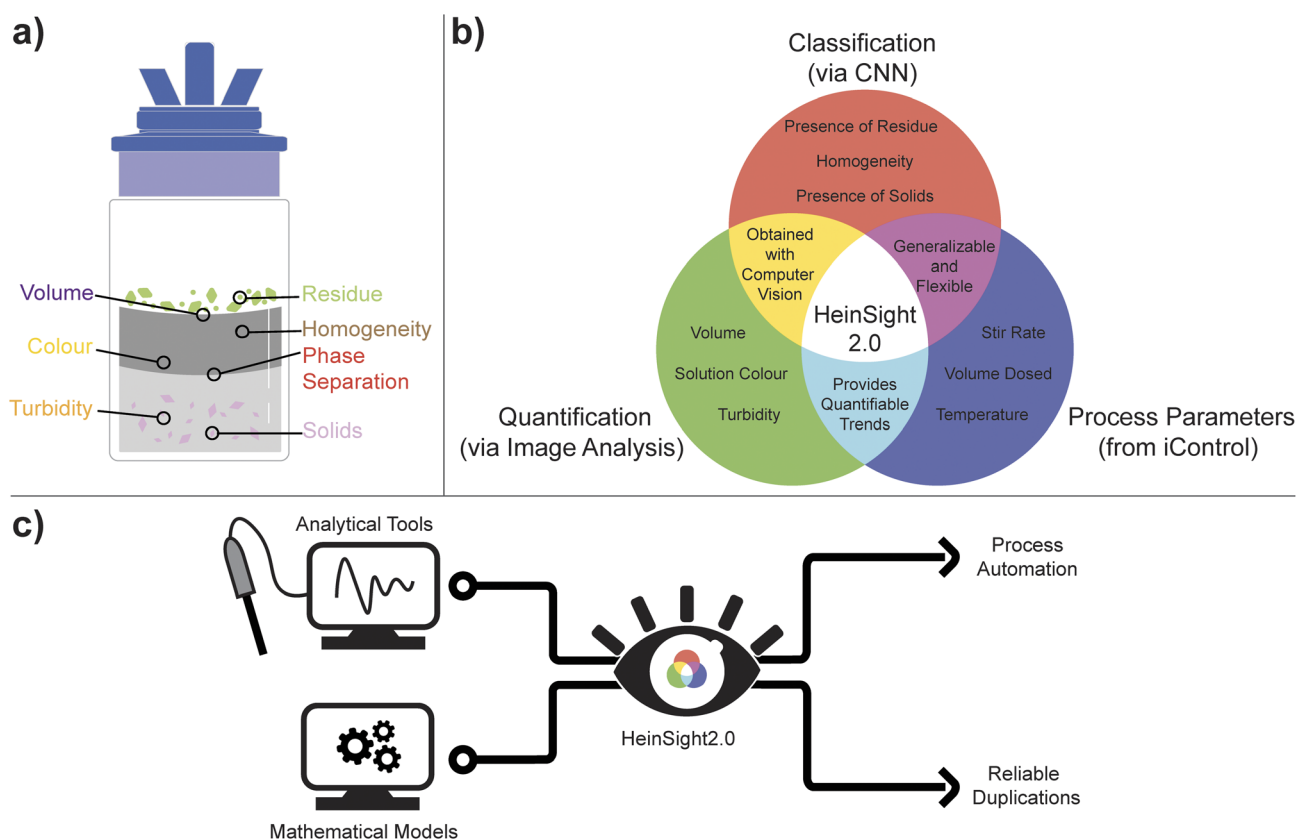 a)
Volume
Colour
Turbidity
Residue
Homogeneity
Phase
Separation
Solids
b)
Classification
(via CNN)
Presence of Residue
Homogeneity
Presence of Solids
Obtained
with
Computer
Vision
Generalizable
and
Flexible
HeinSight
2.0
Volume
Solution Colour
Turbidity
Provides
Quantifiable
Trends
Stir Rate
Volume Dosed
Temperature
Quantification
(via Image Analysis)
Process Parameters
(from iControl)
c)
Analytical Tools
Mathematical Models
HeinSight2.0
Process
Automation
Reliable
Duplications